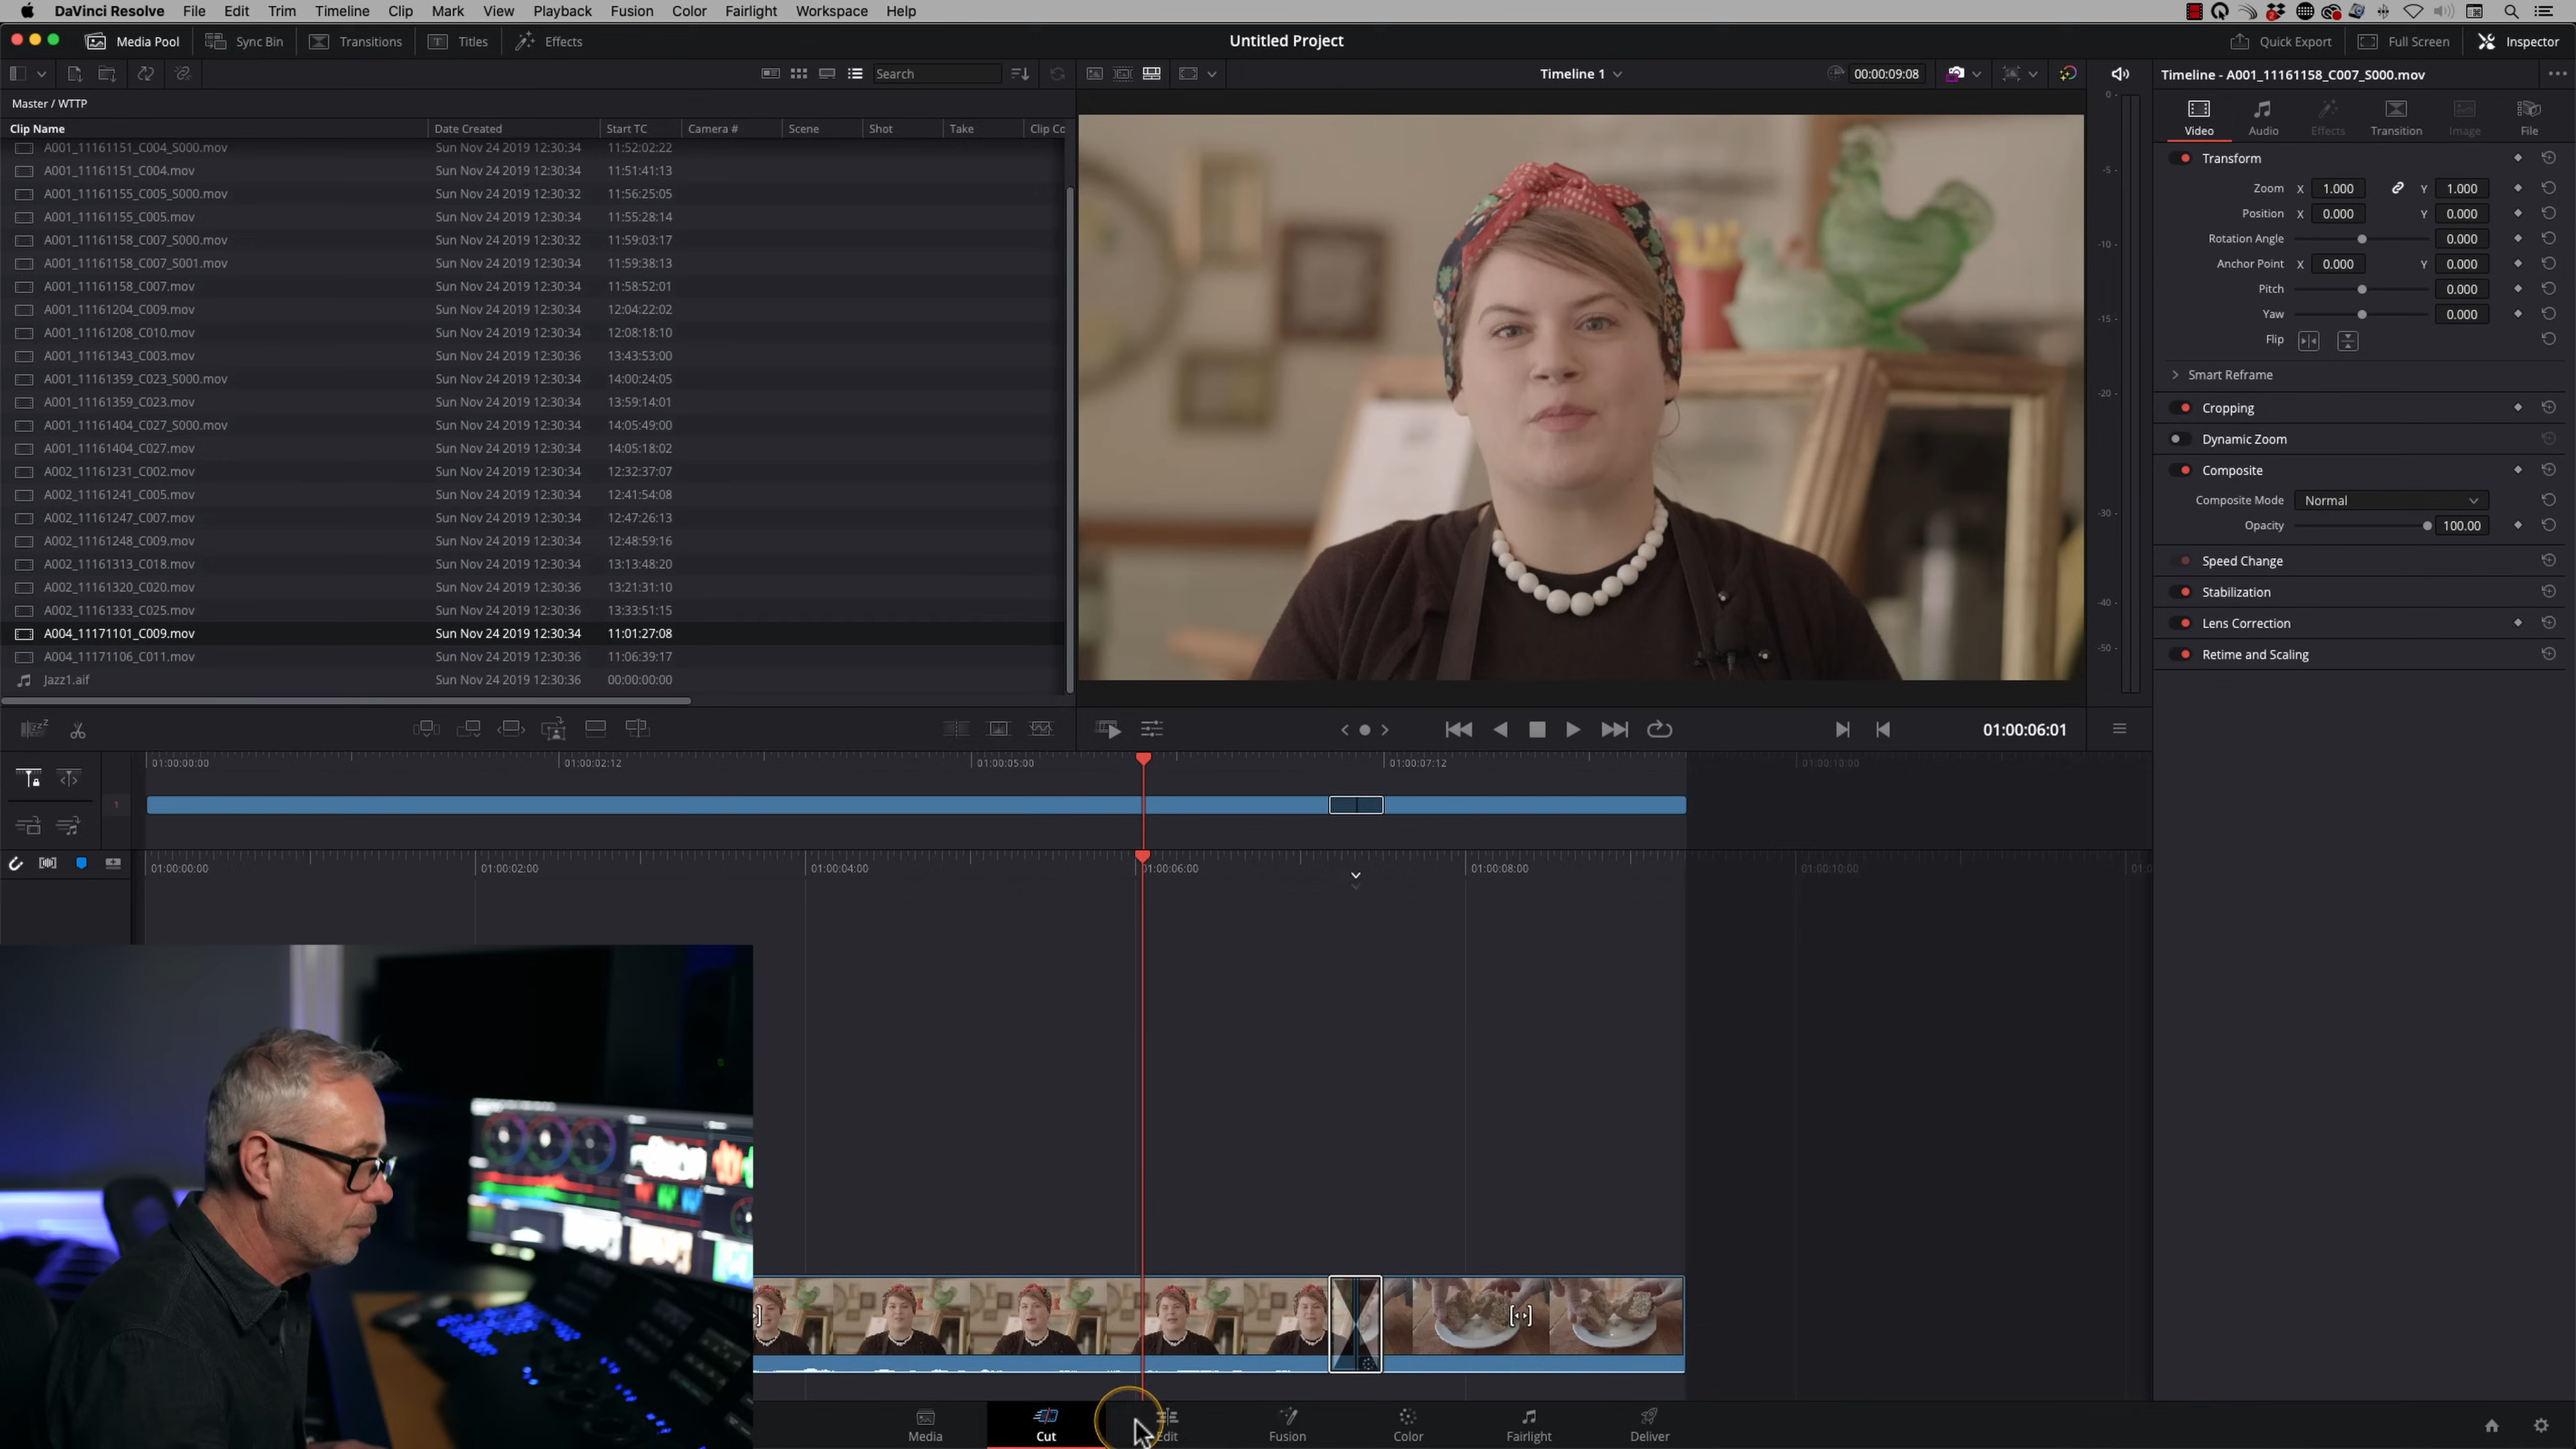 DaVinci Resolve File Edit Trim Timeline Clip Mark View Playback Fusion Color Fairlight Workspace Help
Media Pool Sync Bin Transitions Titles Effects Untitled Project Quick Export Full Screen Inspector
Search Timeline 1 00:00:09:08 Timeline - A001_11161158_C007_S000.mov
Master / WTTP
Clip Name Date Created Start TC Camera # Scene Shot Take Clip Co
A001_11161151_C004_S000.mov Sun Nov 24 2019 12:30:34 11:52:02:22
A001_11161151_C004.mov Sun Nov 24 2019 12:30:34 11:51:41:13
A001_11161155_C005_S000.mov Sun Nov 24 2019 12:30:32 11:56:25:05
A001_11161155_C005.mov Sun Nov 24 2019 12:30:34 11:55:28:14
A001_11161158_C007_S000.mov Sun Nov 24 2019 12:30:32 11:59:03:17
A001_11161158_C007_S001.mov Sun Nov 24 2019 12:30:34 11:59:38:13
A001_11161158_C007.mov Sun Nov 24 2019 12:30:34 11:58:52:01
A001_11161204_C009.mov Sun Nov 24 2019 12:30:34 12:04:22:02
A001_11161208_C010.mov Sun Nov 24 2019 12:30:34 12:08:18:10
A001_11161343_C003.mov Sun Nov 24 2019 12:30:36 13:43:53:00
A001_11161359_C023_S000.mov Sun Nov 24 2019 12:30:34 14:00:24:05
A001_11161359_C023.mov Sun Nov 24 2019 12:30:34 13:59:14:01
A001_11161404_C027_S000.mov Sun Nov 24 2019 12:30:34 14:05:49:00
A001_11161404_C027.mov Sun Nov 24 2019 12:30:34 14:05:18:02
A002_11161231_C002.mov Sun Nov 24 2019 12:30:34 12:32:37:07
A002_11161241_C005.mov Sun Nov 24 2019 12:30:34 12:41:54:08
A002_11161247_C007.mov Sun Nov 24 2019 12:30:34 12:47:26:13
A002_11161248_C009.mov Sun Nov 24 2019 12:30:34 12:48:59:16
A002_11161313_C018.mov Sun Nov 24 2019 12:30:34 13:13:48:20
A002_11161320_C020.mov Sun Nov 24 2019 12:30:36 13:21:31:10
A002_11161333_C025.mov Sun Nov 24 2019 12:30:36 13:33:51:15
A004_11171101_C009.mov Sun Nov 24 2019 12:30:34 11:01:27:08
A004_11171106_C011.mov Sun Nov 24 2019 12:30:36 11:06:39:17
Jazz1.aif Sun Nov 24 2019 12:30:36 00:00:00:00
0
-5
-10
-15
-20
-30
-40
-50
Video Audio Effects Transition Image File
Transform
Zoom X 1.000 Y 1.000
Position X 0.000 Y 0.000
Rotation Angle 0.000
Anchor Point X 0.000 Y 0.000
Pitch 0.000
Yaw 0.000
Flip
Smart Reframe
Cropping
Dynamic Zoom
Composite
Composite Mode Normal
Opacity 100.00
Speed Change
Stabilization
Lens Correction
Retime and Scaling
01:00:06:01
01:00:00:00 01:00:02:12 01:00:05:00 01:00:07:12 01:00:10:00
1
01:00:00:00 01:00:02:00 01:00:04:00 01:00:06:00 01:00:08:00 01:00:10:00
Media Cut Edit Fusion Color Fairlight Deliver